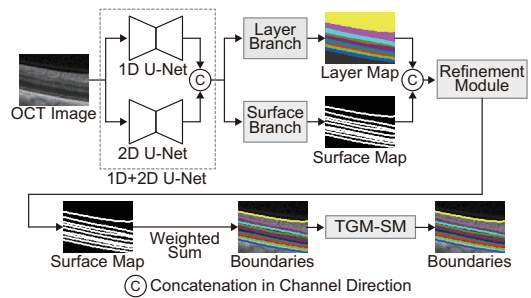 1D U-Net
OCT Image
2D U-Net
1D+2D U-Net
C
Layer
Branch
Surface
Branch
Layer Map
Surface Map
C
Refinement
Module
Surface Map
Weighted
Sum
Boundaries
TGM-SM
Boundaries
C Concatenation in Channel Direction